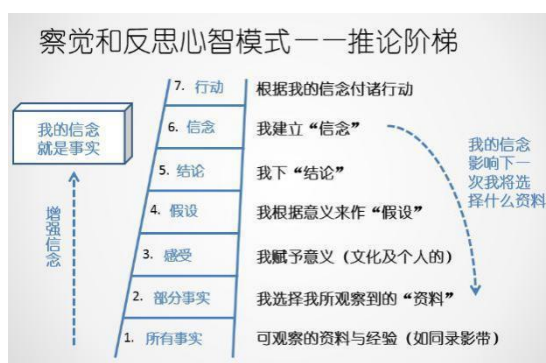 察觉和反思心智模式——推论阶梯
7. 行动 根据我的信念付诸行动
6. 信念 我建立“信念”
5. 结论 我下“结论”
4. 假设 我根据意义来作“假设”
3. 感受 我赋予意义（文化及个人的）
2. 部分事实 我选择我所观察到的“资料”
1. 所有事实 可观察的资料与经验（如同录影带）
我的信念
就是事实
增强信念
我的信念
影响下一
次我将选
择什么资料